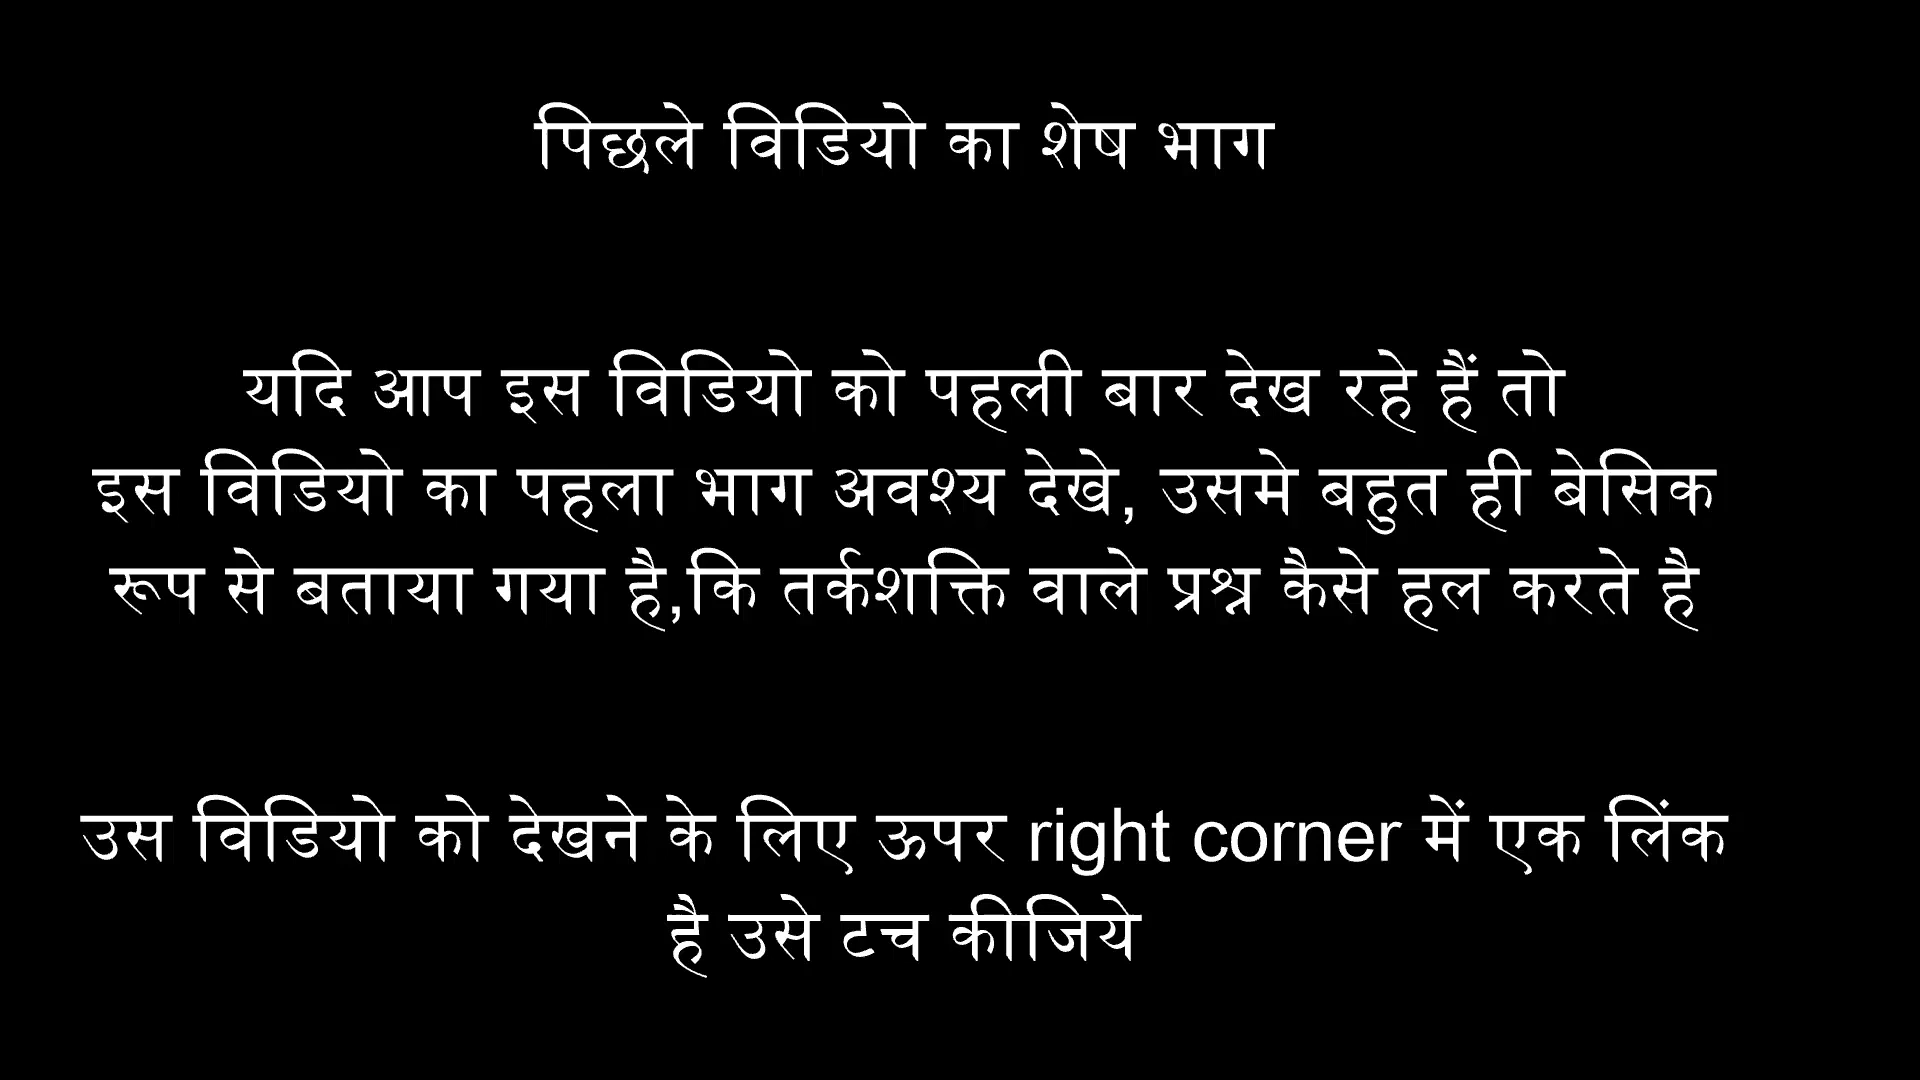 पिछले विडियो का शेष भाग
यदि आप इस विडियो को पहली बार देख रहे हैं तो
इस विडियो का पहला भाग अवश्य देखे, उसमे बहुत ही बेसिक
रूप से बताया गया है,कि तर्कशक्ति वाले प्रश्न कैसे हल करते है
उस विडियो को देखने के लिए ऊपर right corner में एक लिंक
है उसे टच कीजिये